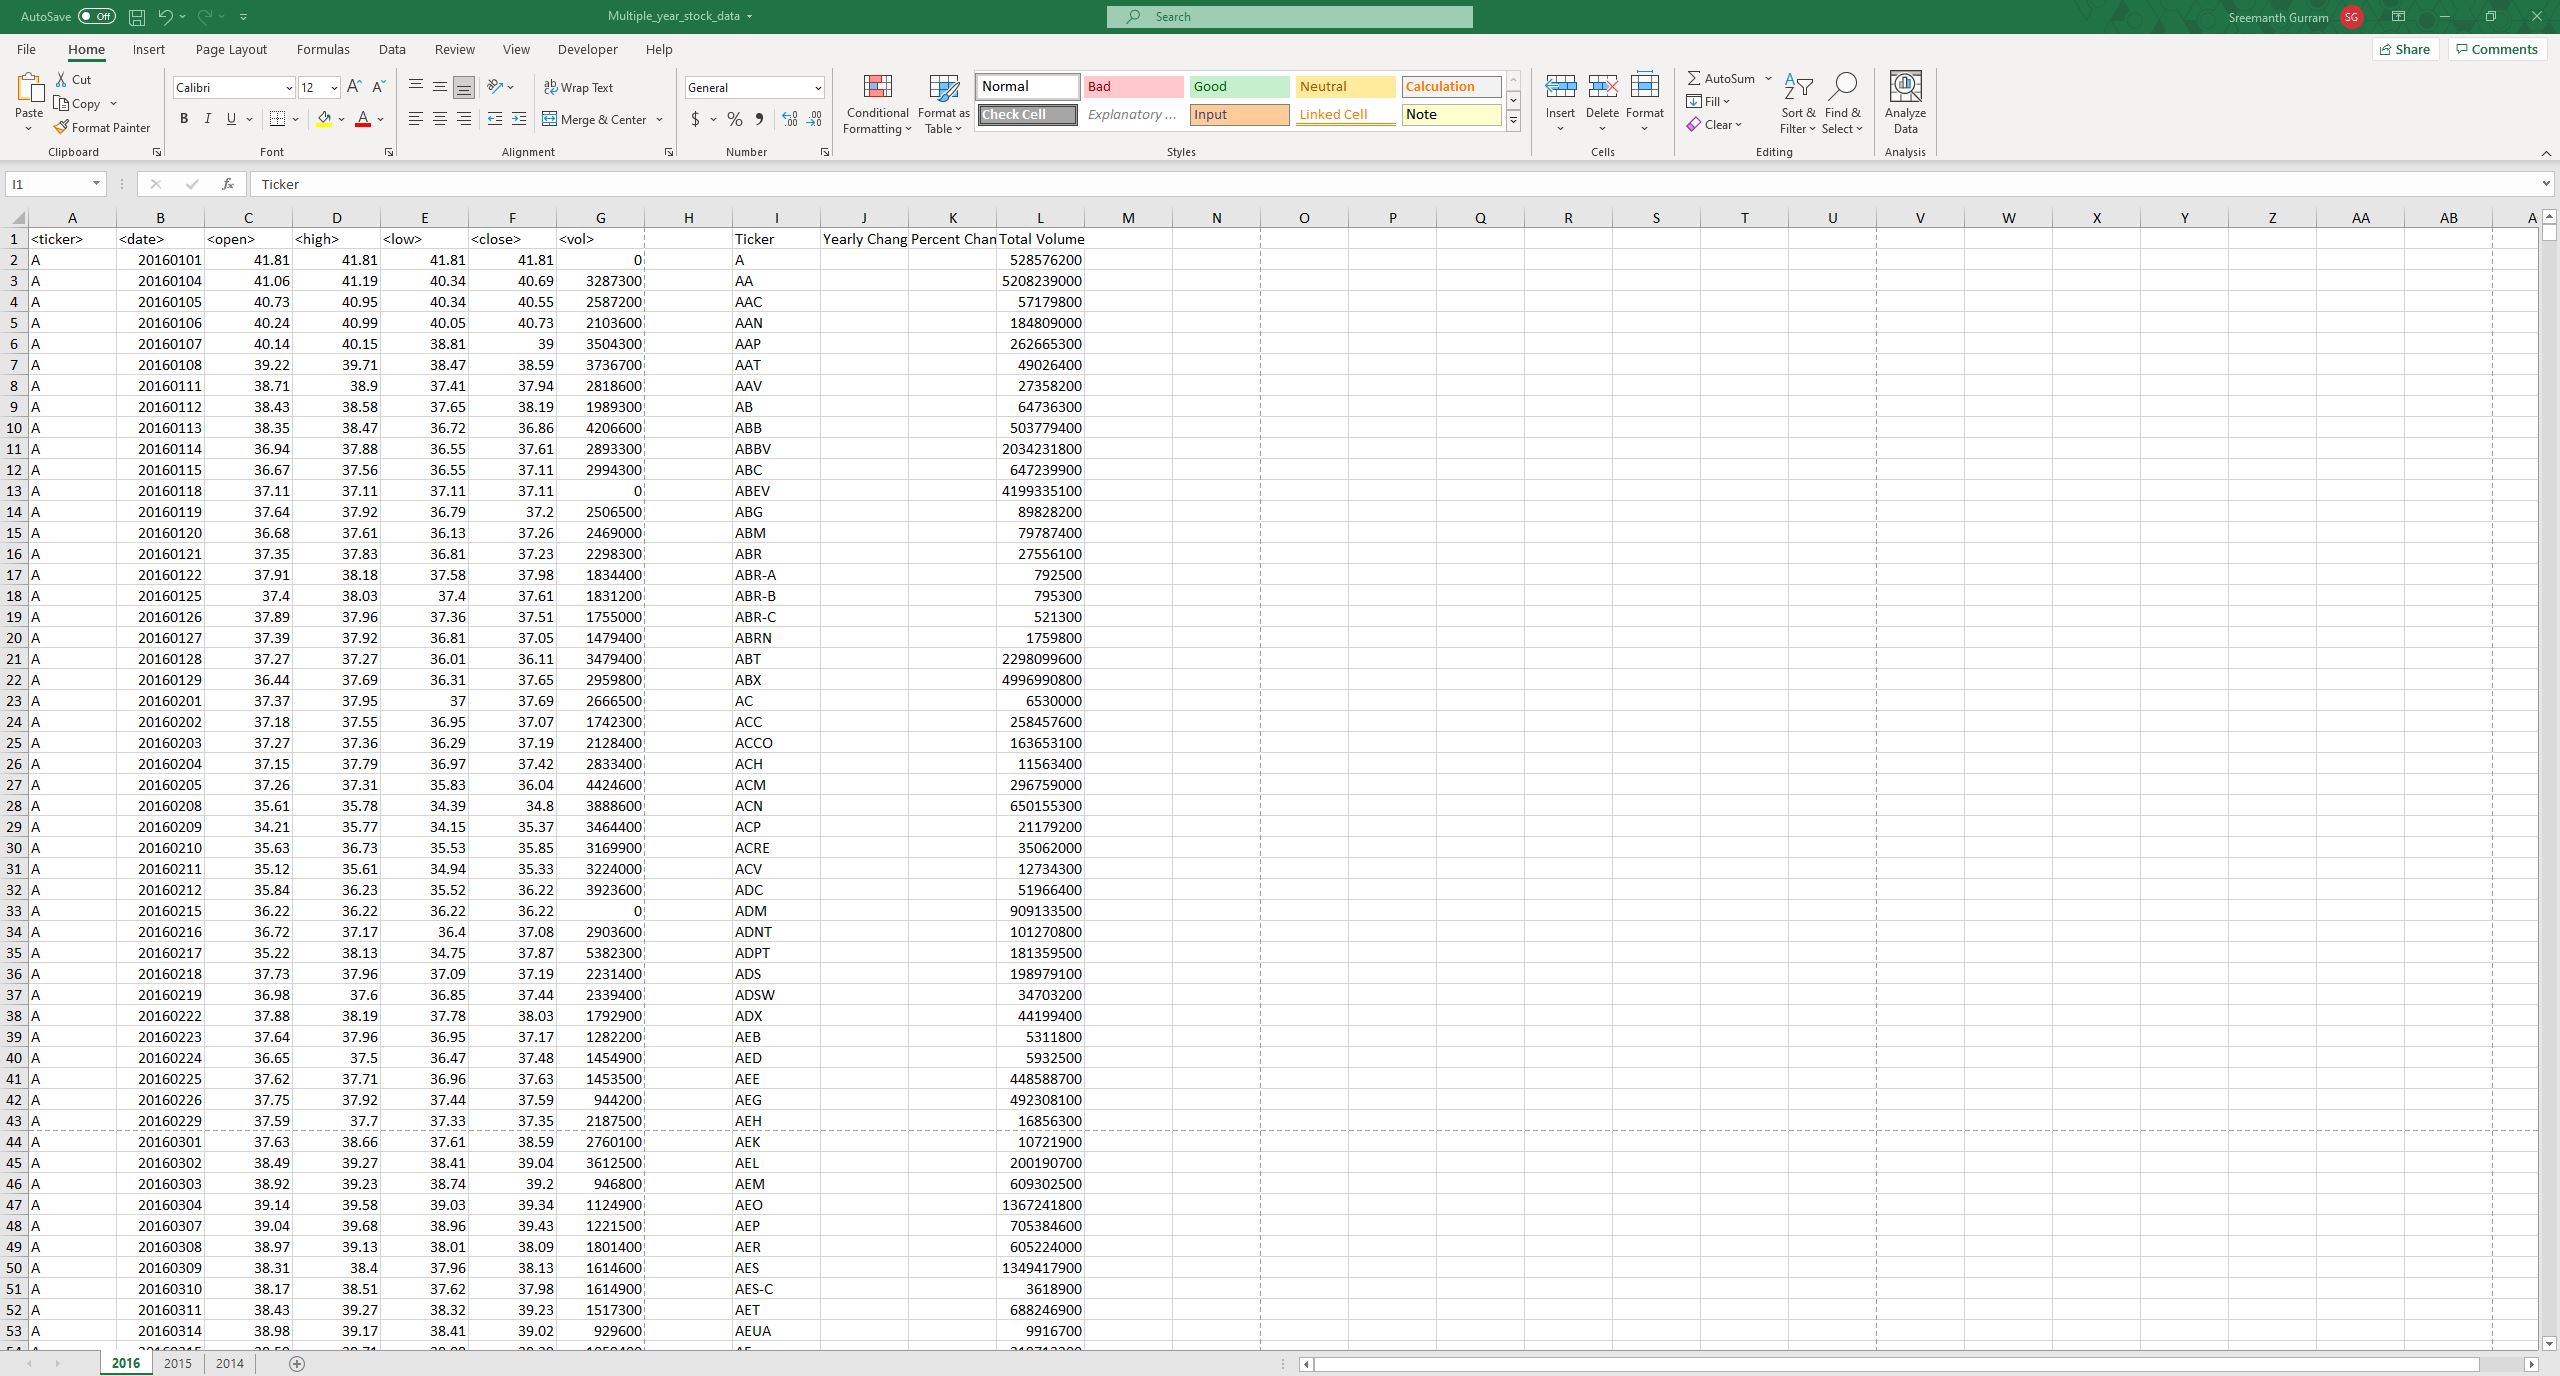 AutoSave Off Multiple_year_stock_data Search Sreemanth Gurram SG
File Home Insert Page Layout Formulas Data Review View Developer Help Share Comments
Paste Cut Copy Format Painter Clipboard
Calibri 12 B I U A Font
Wrap Text Merge & Center Alignment
General $ % Number
Conditional Formatting Format as Table
Normal Bad Good Neutral Calculation
Check Cell Explanatory ... Input Linked Cell Note
Styles
Insert Delete Format Cells
AutoSum Fill Clear Sort & Filter Find & Select Editing
Analyze Data Analysis
I1 fx Ticker
A B C D E F G H I J K L M N O P Q R S T U V W X Y Z AA AB A
1 <ticker> <date> <open> <high> <low> <close> <vol> Ticker Yearly Chang Percent Chan Total Volume
2 A 20160101 41.81 41.81 41.81 41.81 0 A 528576200
3 A 20160104 41.06 41.19 40.34 40.69 3287300 AA 5208239000
4 A 20160105 40.73 40.95 40.34 40.55 2587200 AAC 57179800
5 A 20160106 40.24 40.99 40.05 40.73 2103600 AAN 184809000
6 A 20160107 40.14 40.15 38.81 39 3504300 AAP 262665300
7 A 20160108 39.22 39.71 38.47 38.59 3736700 AAT 49026400
8 A 20160111 38.71 38.9 37.41 37.94 2818600 AAV 27358200
9 A 20160112 38.43 38.58 37.65 38.19 1989300 AB 64736300
10 A 20160113 38.35 38.47 36.72 36.86 4206600 ABB 503779400
11 A 20160114 36.94 37.88 36.55 37.61 2893300 ABBV 2034231800
12 A 20160115 36.67 37.56 36.55 37.11 2994300 ABC 647239900
13 A 20160118 37.11 37.11 37.11 37.11 0 ABEV 4199335100
14 A 20160119 37.64 37.92 36.79 37.2 2506500 ABG 89828200
15 A 20160120 36.68 37.61 36.13 37.26 2469000 ABM 79787400
16 A 20160121 37.35 37.83 36.81 37.23 2298300 ABR 27556100
17 A 20160122 37.91 38.18 37.58 37.98 1834400 ABR-A 792500
18 A 20160125 37.4 38.03 37.4 37.61 1831200 ABR-B 795300
19 A 20160126 37.89 37.96 37.36 37.51 1755000 ABR-C 521300
20 A 20160127 37.39 37.92 36.81 37.05 1479400 ABRN 1759800
21 A 20160128 37.27 37.27 36.01 36.11 3479400 ABT 2298099600
22 A 20160129 36.44 37.69 36.31 37.65 2959800 ABX 4996990800
23 A 20160201 37.37 37.95 37 37.69 2666500 AC 6530000
24 A 20160202 37.18 37.55 36.95 37.07 1742300 ACC 258457600
25 A 20160203 37.27 37.36 36.29 37.19 2128400 ACCO 163653100
26 A 20160204 37.15 37.79 36.97 37.42 2833400 ACH 11563400
27 A 20160205 37.26 37.31 35.83 36.04 4424600 ACM 296759000
28 A 20160208 35.61 35.78 34.39 34.8 3888600 ACN 650155300
29 A 20160209 34.21 35.77 34.15 35.37 3464400 ACP 21179200
30 A 20160210 35.63 36.73 35.53 35.85 3169900 ACRE 35062000
31 A 20160211 35.12 35.61 34.94 35.33 3224000 ACV 12734300
32 A 20160212 35.84 36.23 35.52 36.22 3923600 ADC 51966400
33 A 20160215 36.22 36.22 36.22 36.22 0 ADM 909133500
34 A 20160216 36.72 37.17 36.4 37.08 2903600 ADNT 101270800
35 A 20160217 35.22 38.13 34.75 37.87 5382300 ADPT 181359500
36 A 20160218 37.73 37.96 37.09 37.19 2231400 ADS 198979100
37 A 20160219 36.98 37.6 36.85 37.44 2339400 ADSW 34703200
38 A 20160222 37.88 38.19 37.78 38.03 1792900 ADX 44199400
39 A 20160223 37.64 37.96 36.95 37.17 1282200 AEB 5311800
40 A 20160224 36.65 37.5 36.47 37.48 1454900 AED 5932500
41 A 20160225 37.62 37.71 36.96 37.63 1453500 AEE 448588700
42 A 20160226 37.75 37.92 37.44 37.59 944200 AEG 492308100
43 A 20160229 37.59 37.7 37.33 37.35 2187500 AEH 16856300
44 A 20160301 37.63 38.66 37.61 38.59 2760100 AEK 10721900
45 A 20160302 38.49 39.27 38.41 39.04 3612500 AEL 200190700
46 A 20160303 38.92 39.23 38.74 39.2 946800 AEM 609302500
47 A 20160304 39.14 39.58 39.03 39.34 1124900 AEO 1367241800
48 A 20160307 39.04 39.68 38.96 39.43 1221500 AEP 705384600
49 A 20160308 38.97 39.13 38.01 38.09 1801400 AER 605224000
50 A 20160309 38.31 38.4 37.96 38.13 1614600 AES 1349417900
51 A 20160310 38.17 38.51 37.62 37.98 1614900 AES-C 3618900
52 A 20160311 38.43 39.27 38.32 39.23 1517300 AET 688246900
53 A 20160314 38.98 39.17 38.41 39.02 929600 AEUA 9916700
2016 2015 2014